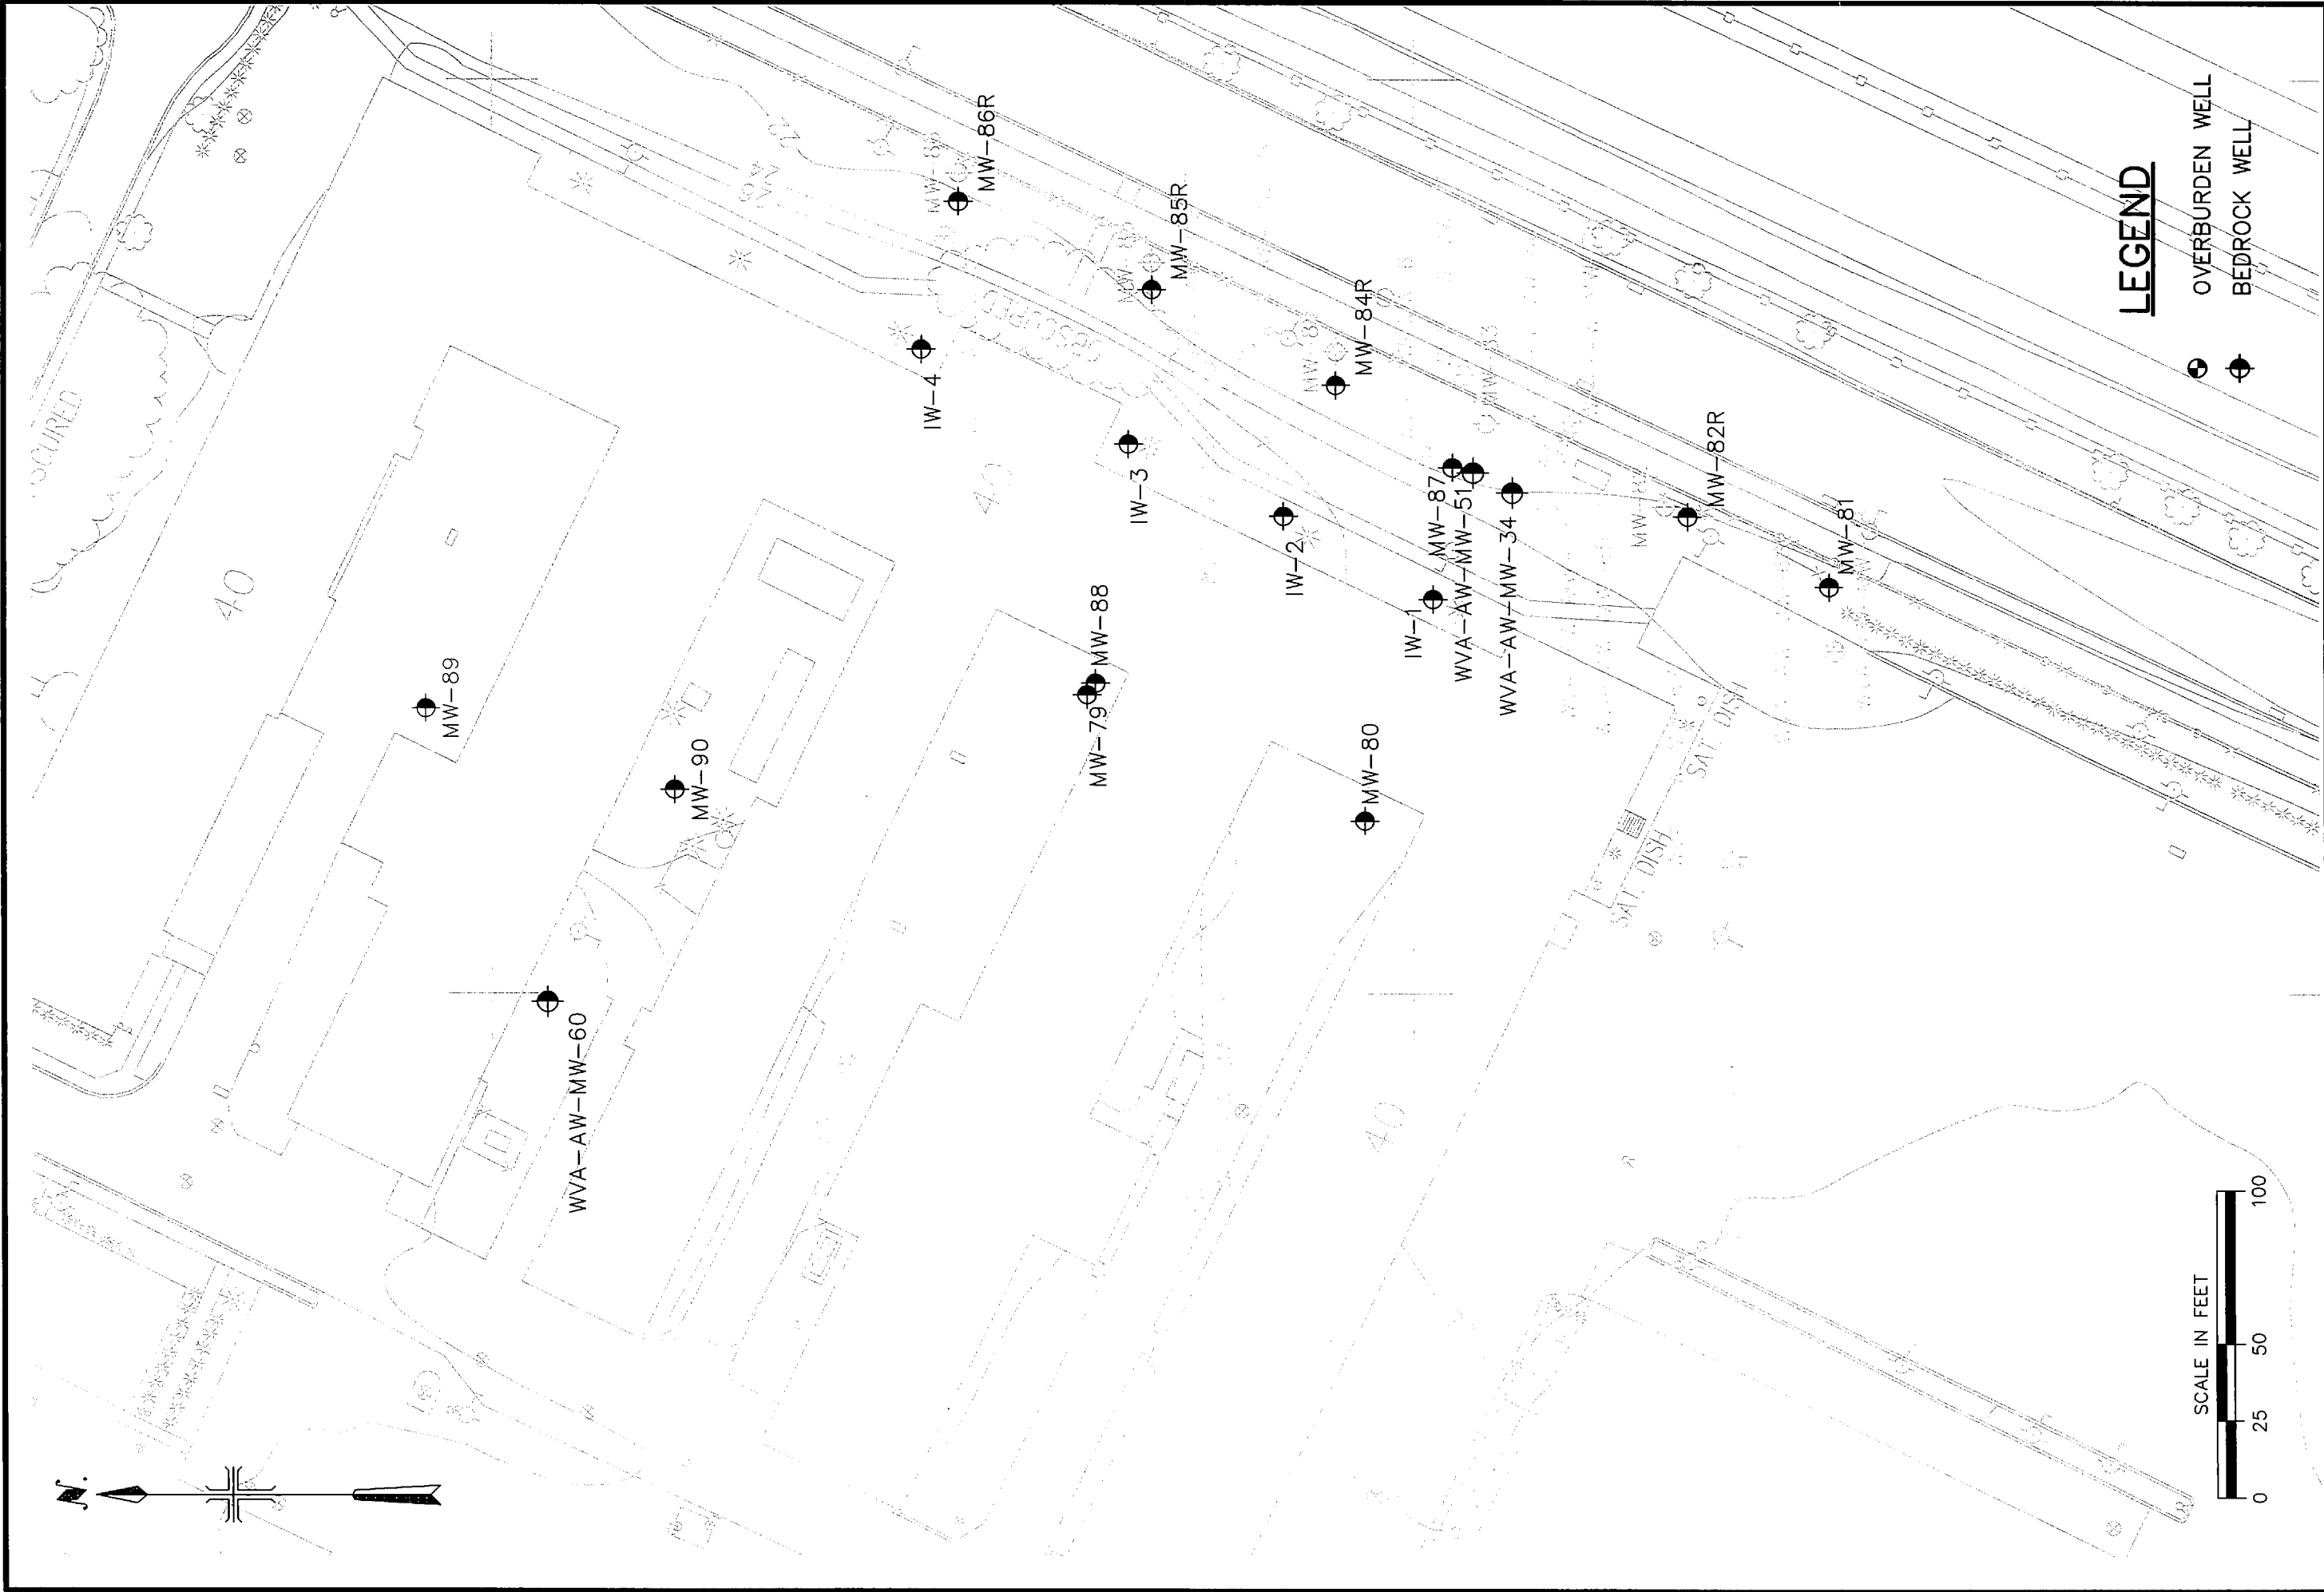 LEGEND
OVERBURDEN WELL
BEDROCK WELL
MW-86R
MW-85R
MW-84R
MW-82R
MW-81
IW-4
IW-3
IW-2
IW-1
MW-87
WVA-AW-MW-51
WVA-AW-MW-34
MW-88
MW-79
MW-80
MW-89
MW-90
WVA-AW-MW-60
40
40
40
SAT. DISH
SAT. DISH
N.
SCALE IN FEET
0 25 50 100